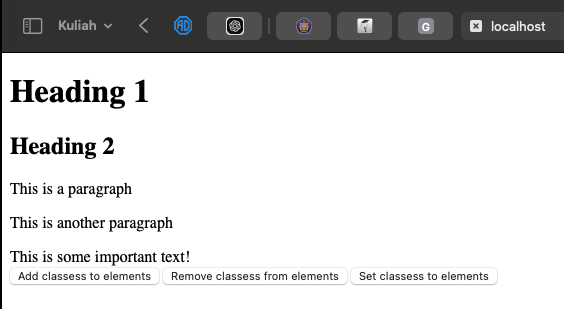 Kuliah
AD
G
localhost
Heading 1
Heading 2
This is a paragraph
This is another paragraph
This is some important text!
Add classess to elements Remove classess from elements Set classess to elements